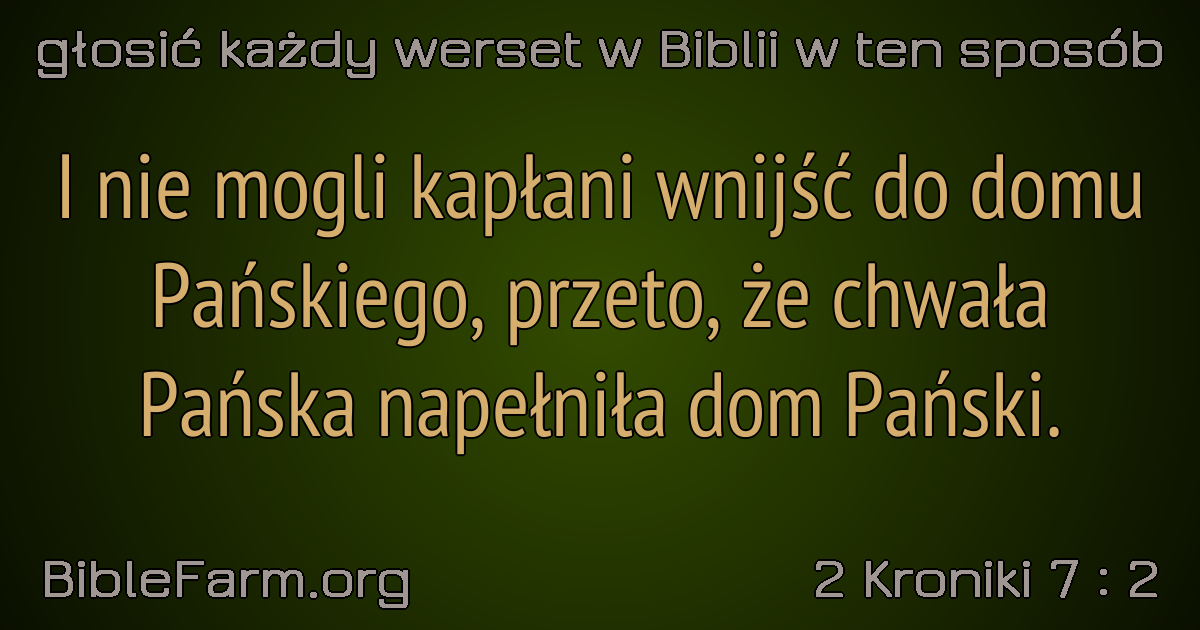 głosić każdy werset w Biblii w ten sposób
I nie mogli kapłani wnijść do domu
Pańskiego, przeto, że chwała
Pańska napełniła dom Pański.
BibleFarm.org
2 Kroniki 7 : 2